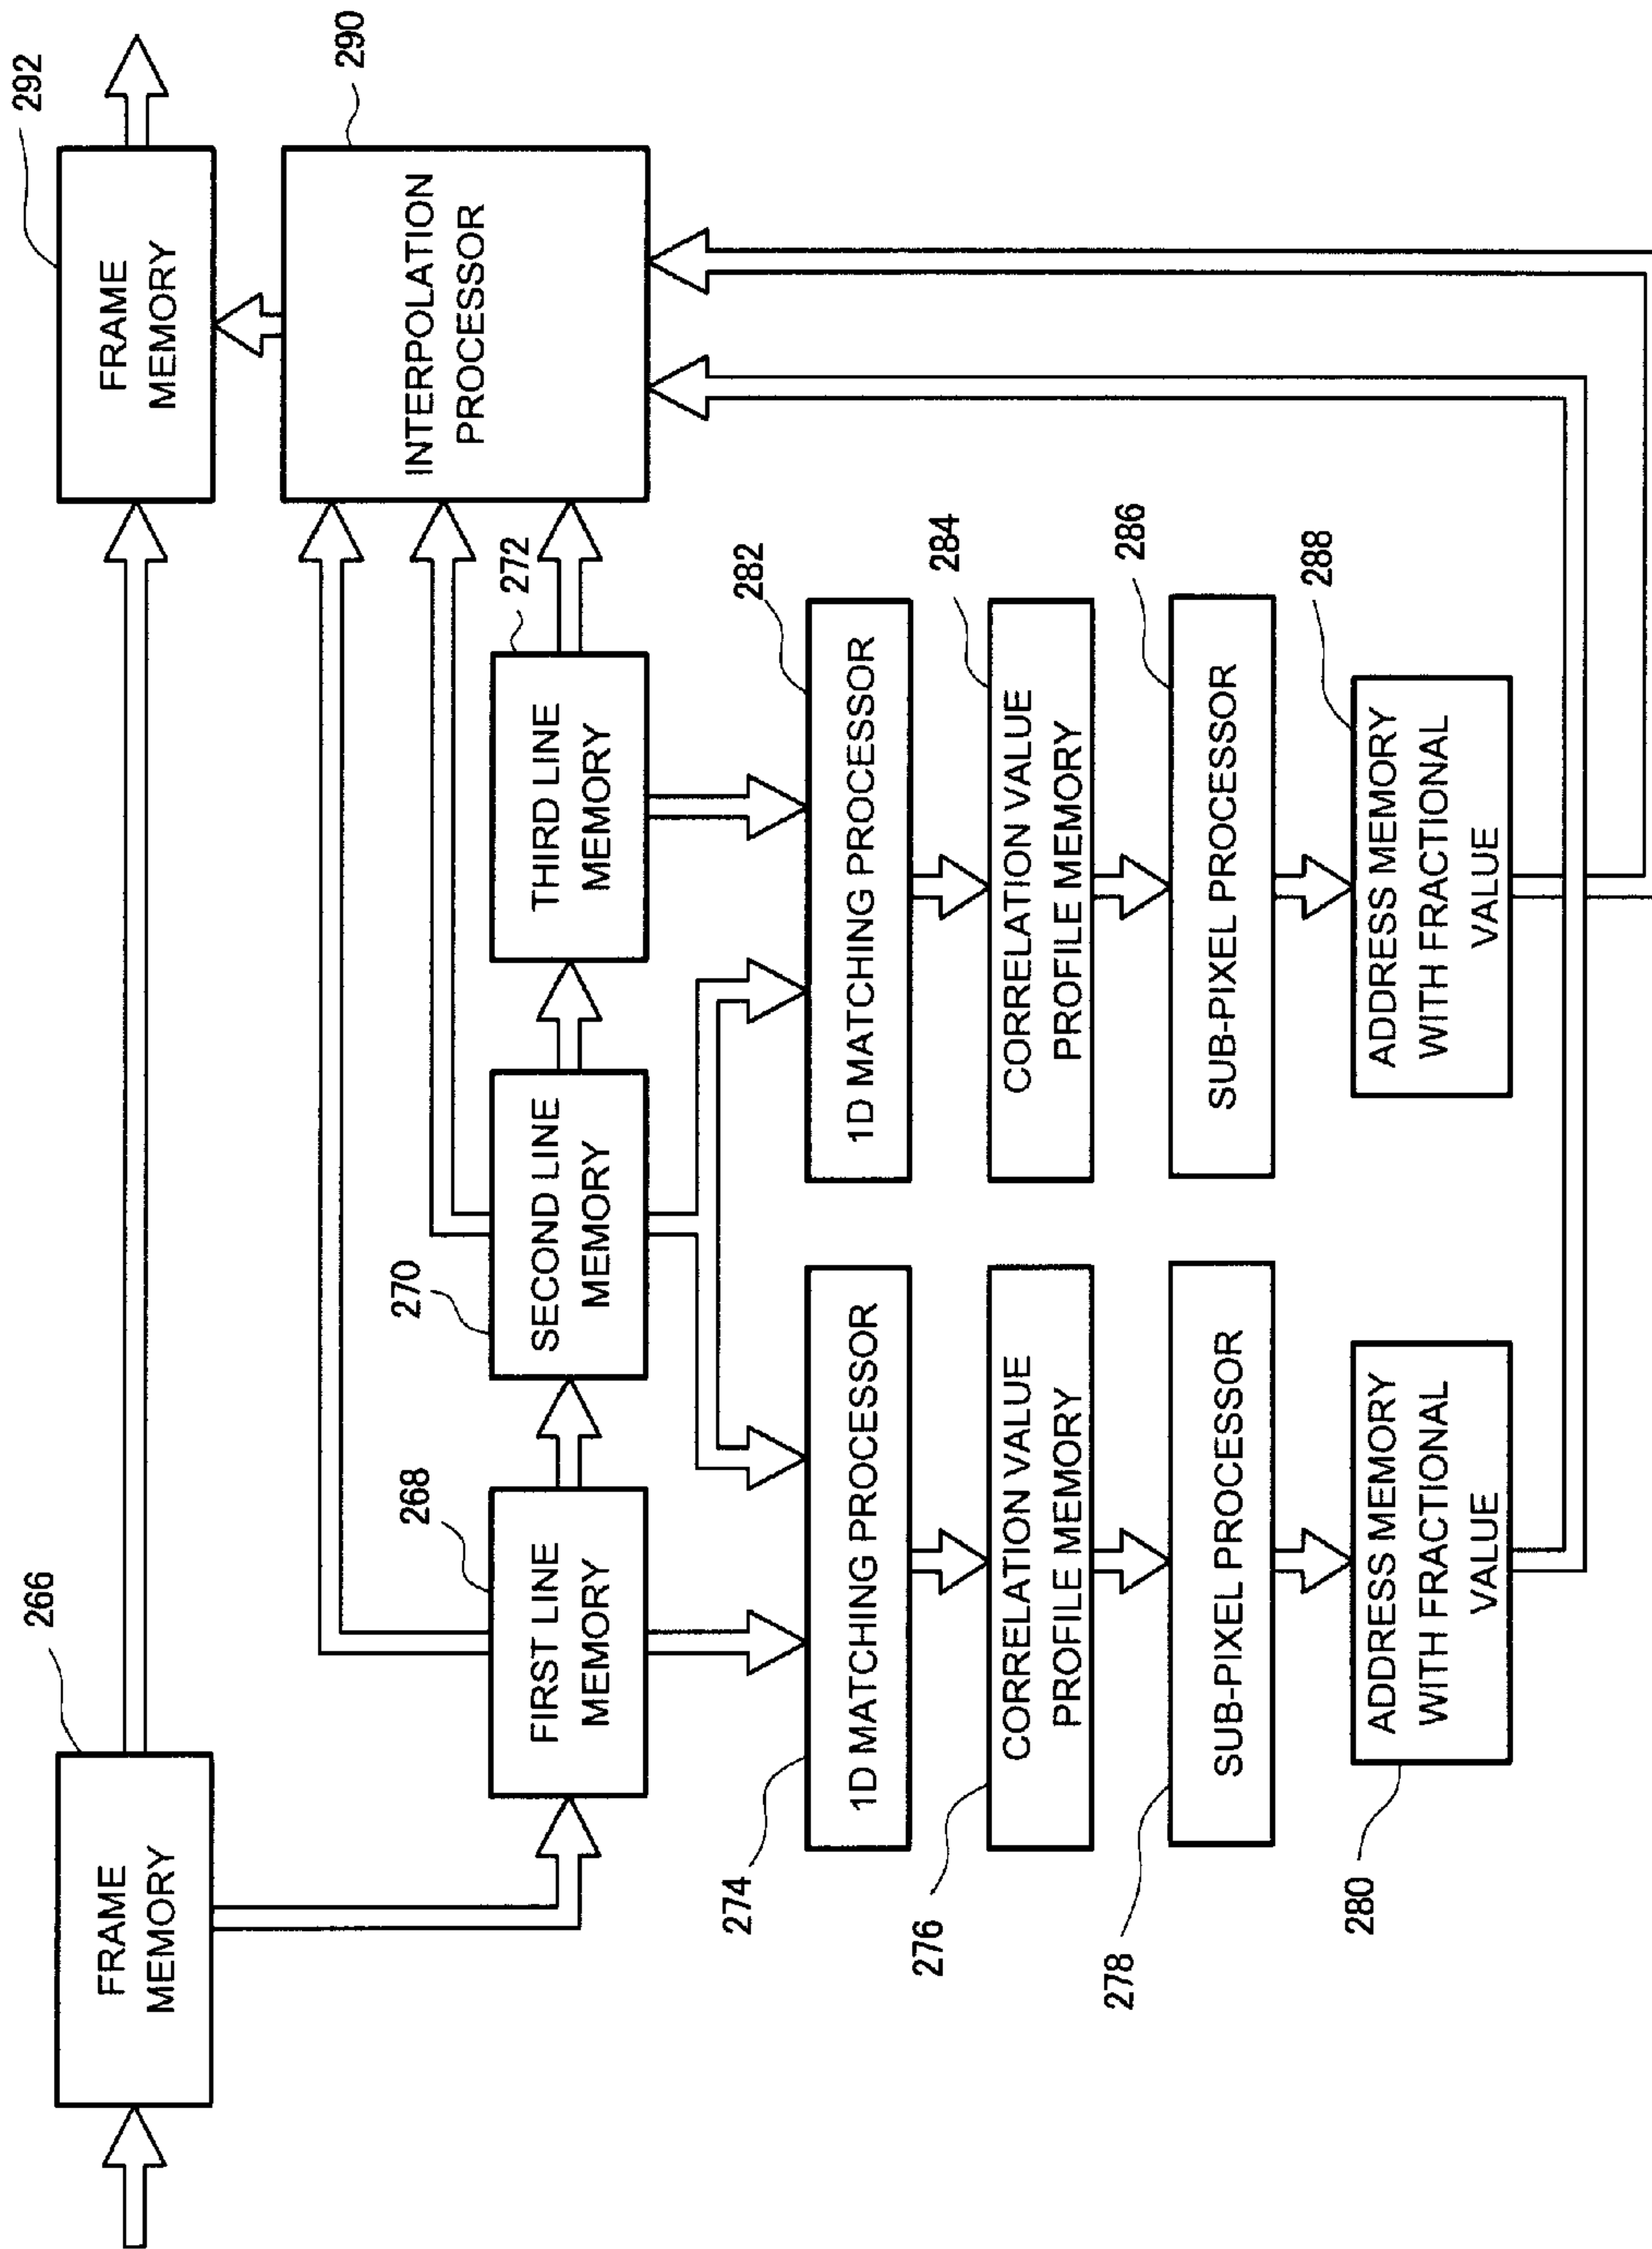 266
FRAME
MEMORY
292
FRAME
MEMORY
290
INTERPOLATION
PROCESSOR
268
FIRST LINE
MEMORY
270
SECOND LINE
MEMORY
272
THIRD LINE
MEMORY
274
1D MATCHING PROCESSOR
282
1D MATCHING PROCESSOR
276
CORRELATION VALUE
PROFILE MEMORY
284
CORRELATION VALUE
PROFILE MEMORY
278
SUB-PIXEL PROCESSOR
286
SUB-PIXEL PROCESSOR
280
ADDRESS MEMORY
WITH FRACTIONAL
VALUE
288
ADDRESS MEMORY
WITH FRACTIONAL
VALUE